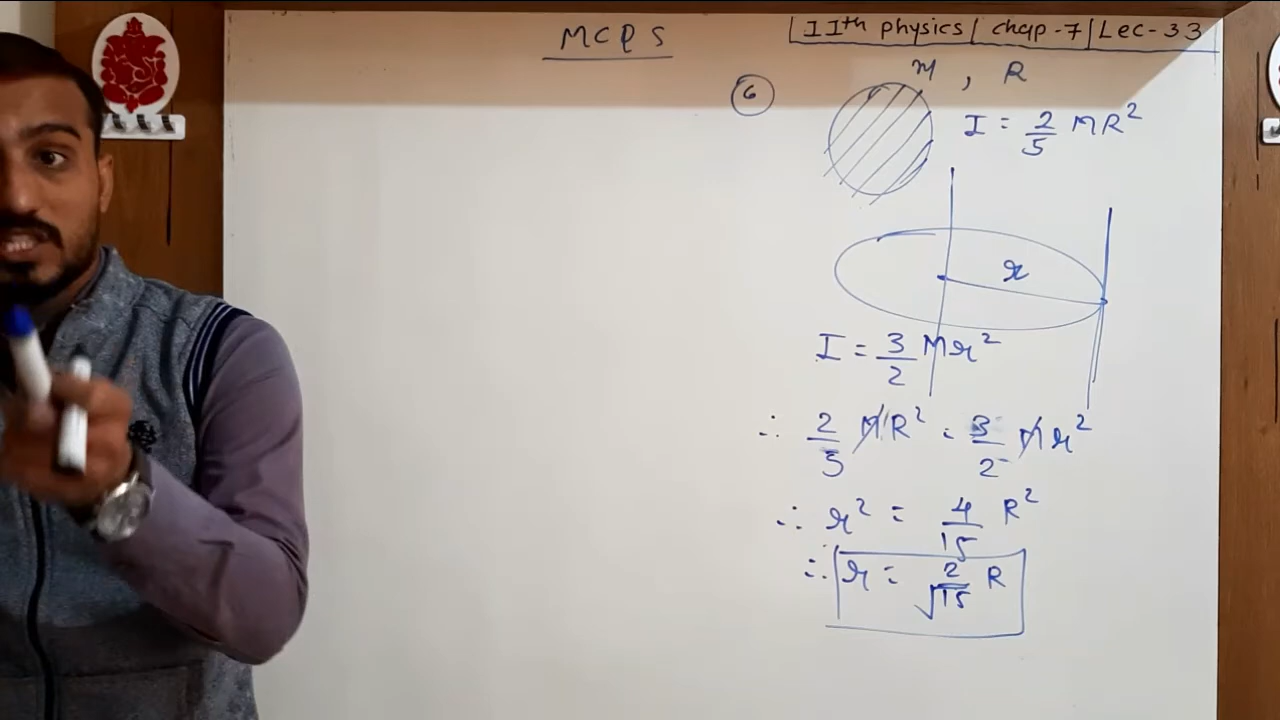 MCPS
11th physics | chap-7 | Lec-33
6
M , R
I = 2/5 MR²
r
I = 3/2 Mr²
∴ 2/5 MR² = 3/2 Mr²
∴ r² = 4/15 R²
∴ r = 2/√15 R